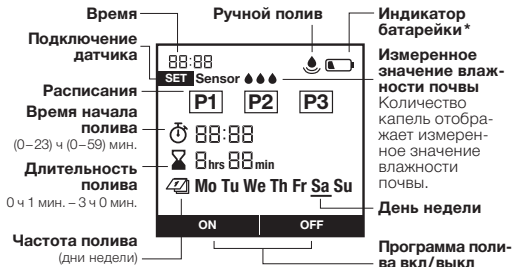 Время
Ручной полив
Индикатор
батарейки*
Подключение
датчика
88:88
SET Sensor
Измеренное
значение влаж-
ности почвы
Количество
капель отобра-
жает измерен-
ное значение
влажности
почвы.
Расписания
P1 P2 P3
Время начала
полива
(0–23) ч (0–59) мин.
88:88
Длительность
полива
0 ч 1 мин. – 3 ч 0 мин.
8hrs 88min
Mo Tu We Th Fr Sa Su
День недели
ON OFF
Частота полива
(дни недели)
Программа поли-
ва вкл/выкл